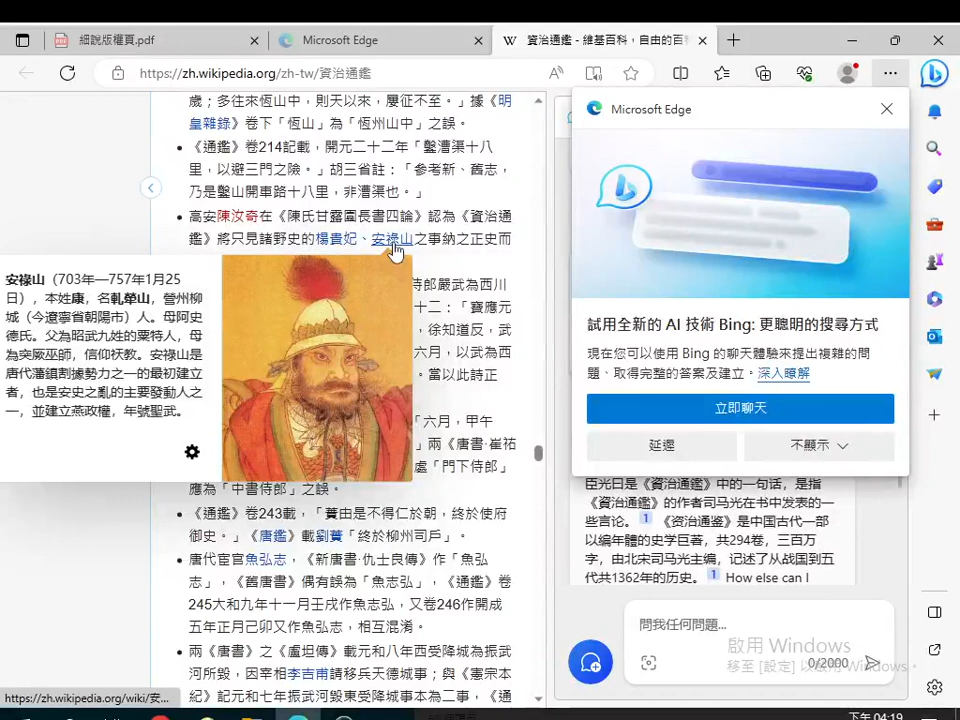 細說版權頁.pdf
Microsoft Edge
W 資治通鑑 - 維基百科，自由的百科
https://zh.wikipedia.org/zh-tw/資治通鑑
歲；多往來恆山中，則天以來，屢征不至。」據《明
皇雜錄》卷下「恆山」為「恆州山中」之誤。
《通鑑》卷214記載，開元二十二年「鑿漕渠十八
里，以避三門之險。」胡三省註：「參考新、舊志，
乃是鑿山開車路十八里，非漕渠也。」
高安陳汝奇在《陳氏甘露園長書四論》認為《資治通
鑑》將只見諸野史的楊貴妃、安祿山之事納之正史而
安祿山（703年—757年1月25
日），本姓康，名軋犖山，營州柳
城（今遼寧省朝陽市）人。母阿史
德氏。父為昭武九姓的粟特人，母
為突厥巫師，信仰祆教。安祿山是
唐代藩鎮割據勢力之一的最初建立
者，也是安史之亂的主要發動人之
一，並建立燕政權，年號聖武。
侍郎嚴武為西川
十二：「寶應元
，徐知道反，武
六月，以武為西
。當以此詩正
「六月，甲午
」兩《唐書·崔祐
處「門下侍郎」
應為「中書侍郎」之誤。
《通鑑》卷243載，「蕢由是不得仁於朝，終於使府
御史。」《唐鑑》載劉蕢「終於柳州司戶」。
唐代宦官魚弘志，《新唐書·仇士良傳》作「魚弘
志」，《舊唐書》偶有誤為「魚志弘」，《通鑑》卷
245大和九年十一月壬戌作魚志弘，又卷246作開成
五年正月己卯又作魚弘志，相互混淆。
兩《唐書》之《盧坦傳》載元和八年西受降城為振武
河所毀，因宰相李吉甫請移兵天德城事；與《憲宗本
紀》記元和七年振武河毀東受降城事本為二事，《通
https://zh.wikipedia.org/wiki/安...
Microsoft Edge
試用全新的 AI 技術 Bing: 更聰明的搜尋方式
現在您可以使用 Bing 的聊天體驗來提出複雜的問
題、取得完整的答案及建立。深入瞭解
立即聊天
延遲
不顯示
臣光曰是《資治通鑑》中的一句話，是指
《資治通鑑》的作者司马光在书中发表的一
些言论。1 《资治通鉴》是中国古代一部
以編年體的史学巨著，共294卷，三百万
字，由北宋司馬光主编，记述了从战国到五
代共1362年的历史。1 How else can I
問我任何問題...
0/2000
啟用 Windows
移至 [設定] 以啟用 Windows。
下午 04:19